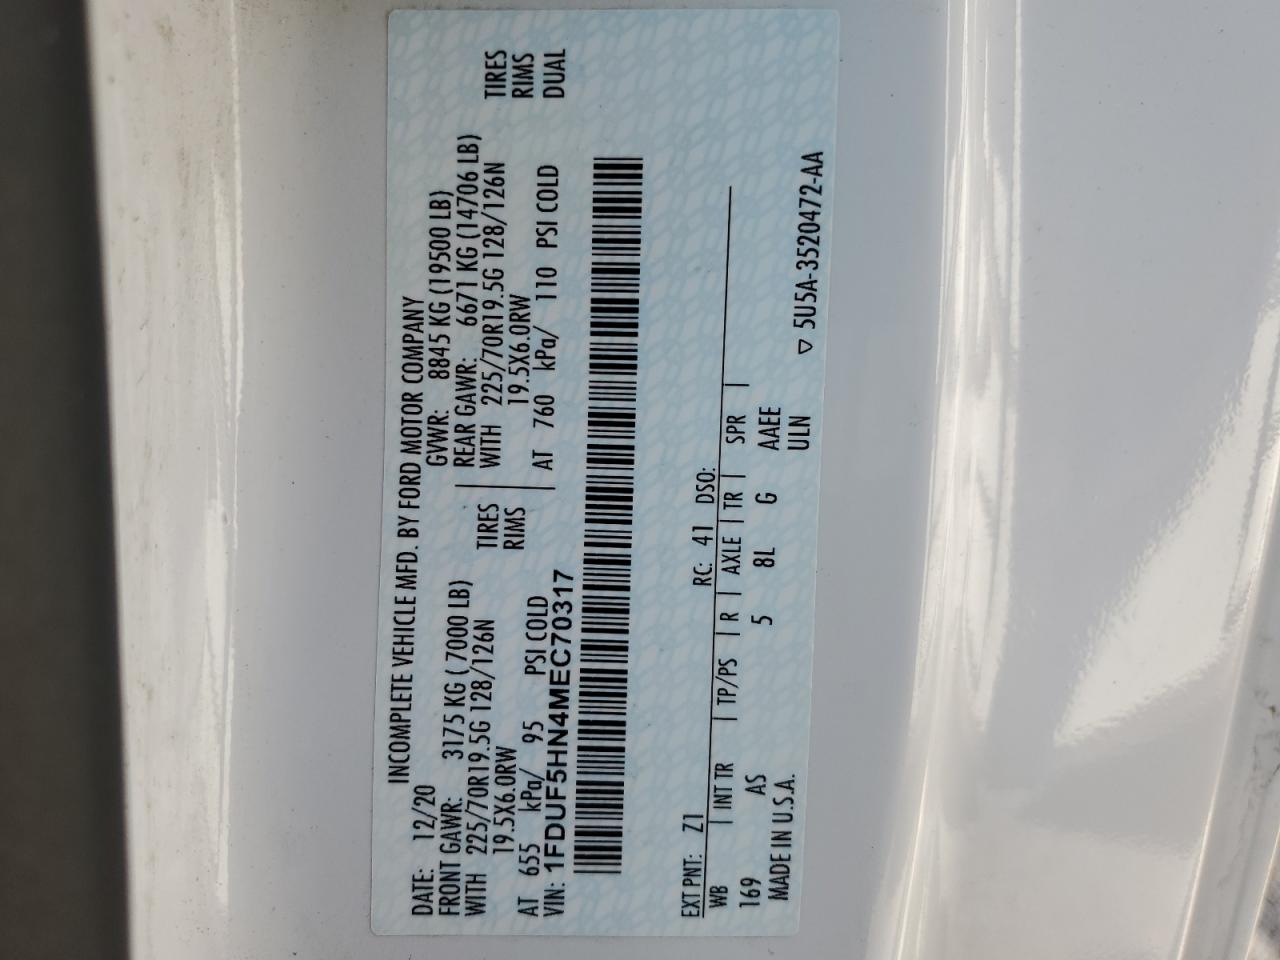 INCOMPLETE VEHICLE MFD. BY FORD MOTOR COMPANY
DATE: 12/20 GVWR: 8845 KG (19500 LB)
FRONT GAWR: 3175 KG ( 7000 LB) REAR GAWR: 6671 KG (14706 LB)
WITH 225/70R19.5G 128/126N TIRES WITH 225/70R19.5G 128/126N TIRES
19.5X6.0RW RIMS 19.5X6.0RW RIMS
AT 655 kPa/ 95 PSI COLD AT 760 kPa/ 110 PSI COLD DUAL
VIN: 1FDUF5HN4MEC70317
EXT PNT: Z1 RC: 41 DSO:
WB | INT TR | TP/PS | R | AXLE | TR | SPR |
169 AS 5 8L G AAEE
MADE IN U.S.A. ULN ▽ 5U5A-3520472-AA